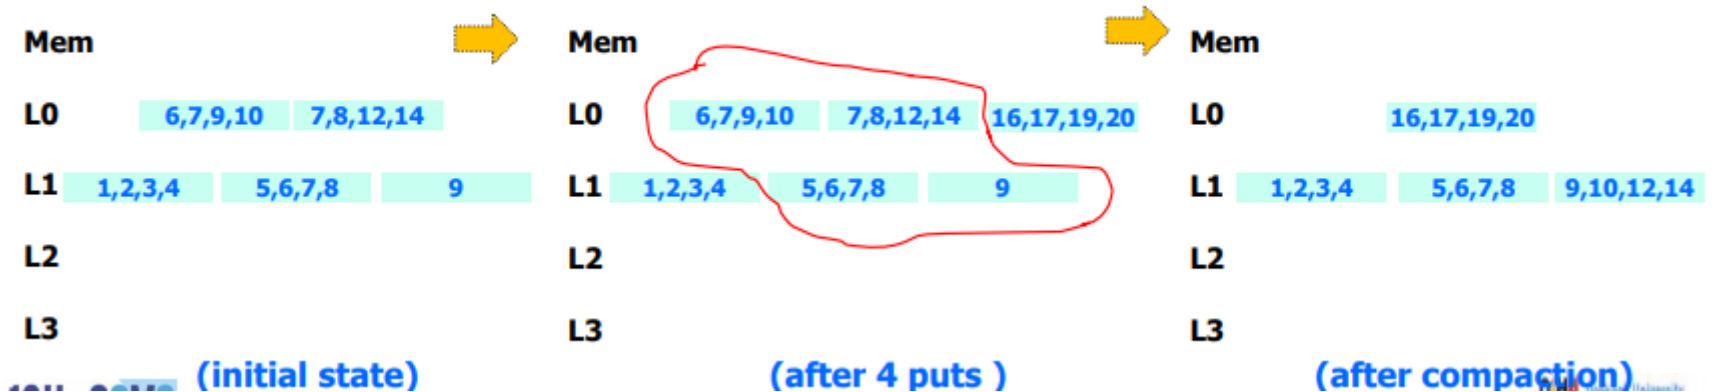 Mem
L0 6,7,9,10 7,8,12,14
L1 1,2,3,4 5,6,7,8 9
L2
L3
(initial state)
Mem
L0 6,7,9,10 7,8,12,14 16,17,19,20
L1 1,2,3,4 5,6,7,8 9
L2
L3
(after 4 puts )
Mem
L0 16,17,19,20
L1 1,2,3,4 5,6,7,8 9,10,12,14
L2
L3
(after compaction)